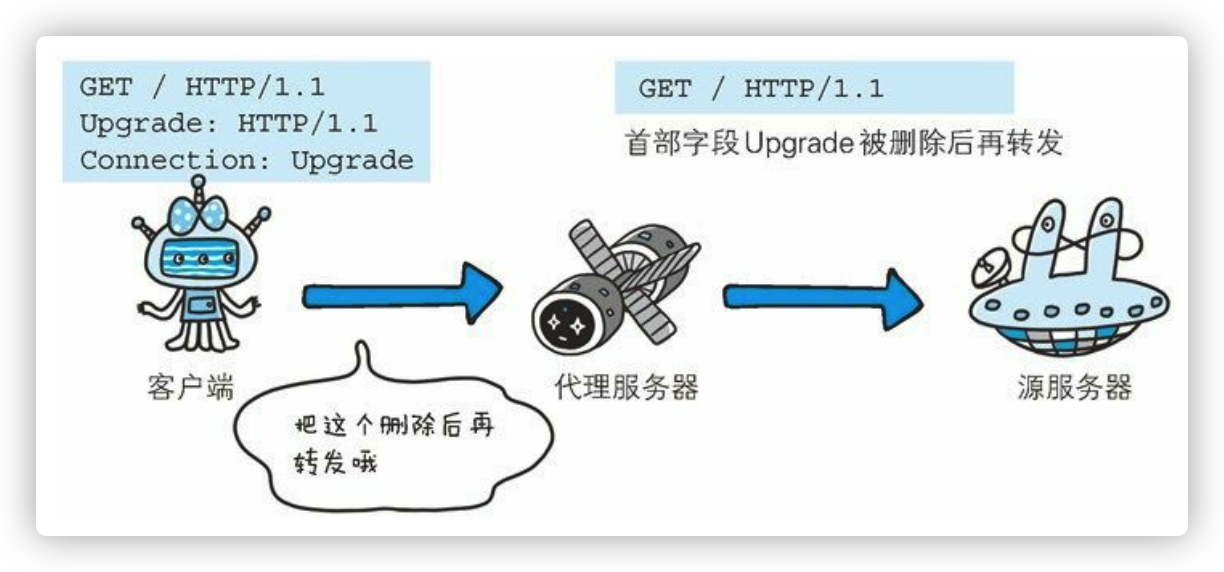 GET / HTTP/1.1
Upgrade: HTTP/1.1
Connection: Upgrade
GET / HTTP/1.1
首部字段Upgrade被删除后再转发
客户端
代理服务器
源服务器
把这个删除后再
转发哦